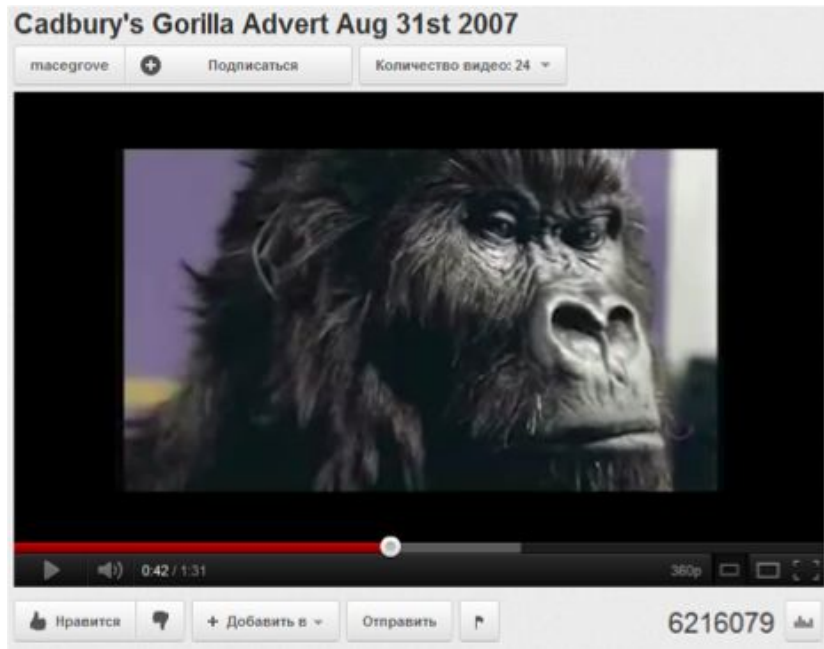 Cadbury's Gorilla Advert Aug 31st 2007
macegrove Подписаться Количество видео: 24
0:42 / 1:31 360p
Нравится + Добавить в Отправить 6216079